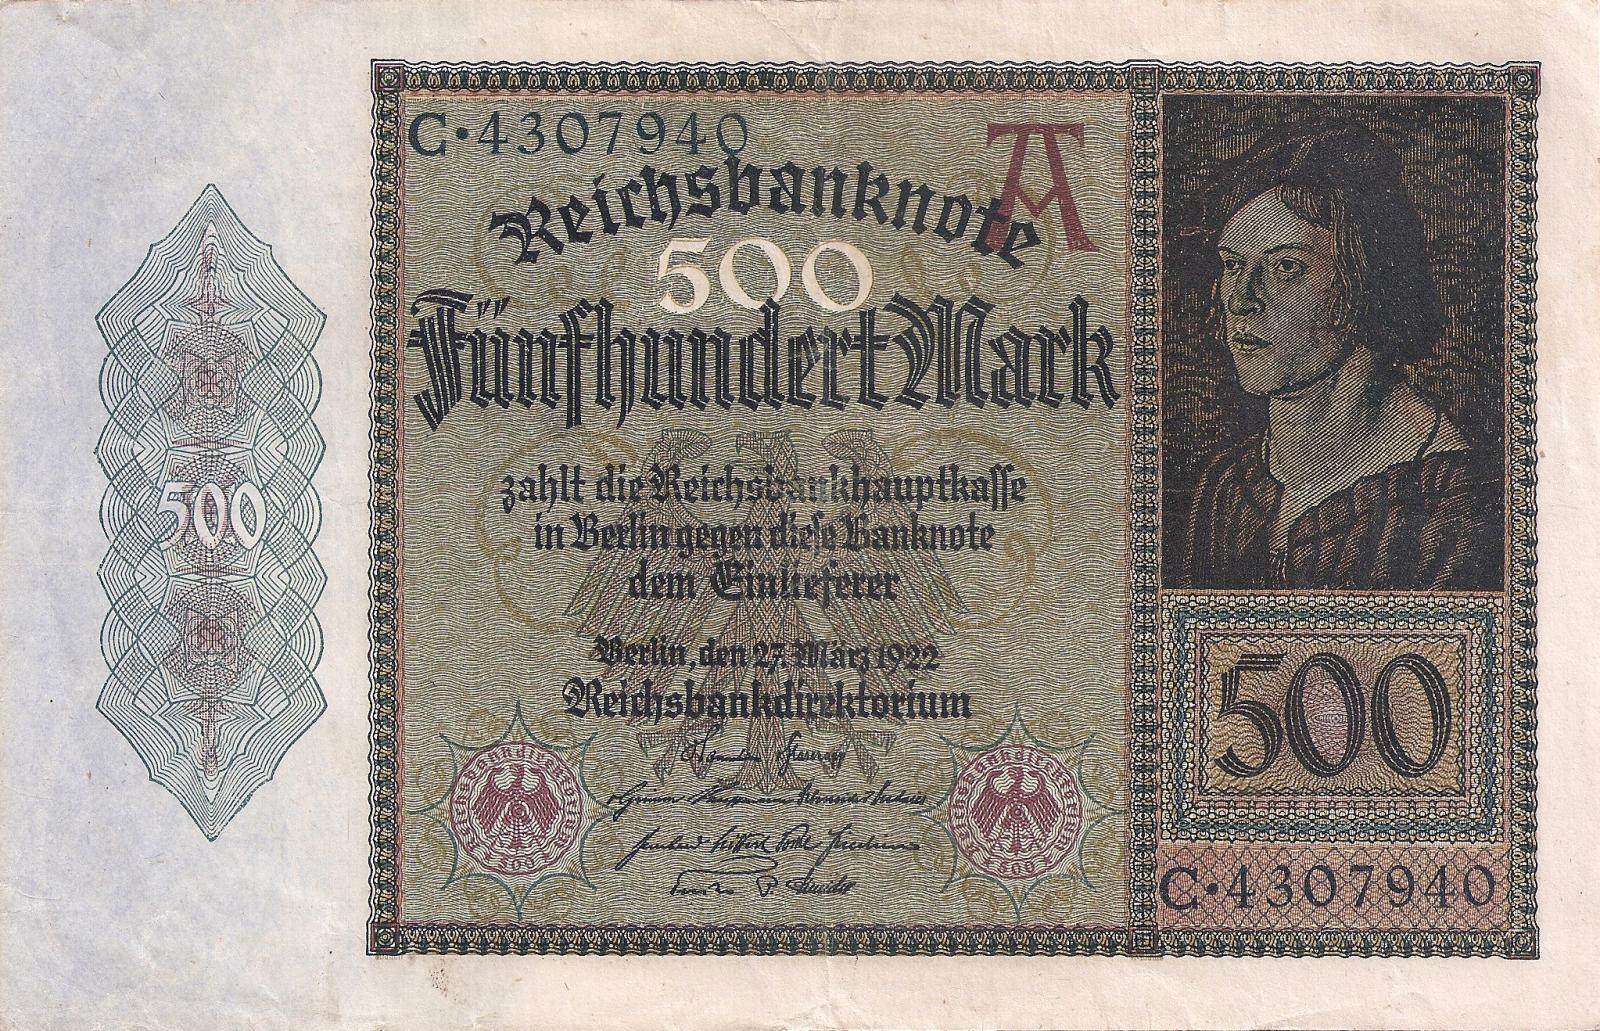 C·4307940
A
Reichsbanknote
500
Fünfhundert Mark
zahlt die Reichsbankhauptkasse
in Berlin gegen diese Banknote
dem Einlieferer
Berlin, den 27. März 1922
Reichsbankdirektorium
500
500
C·4307940